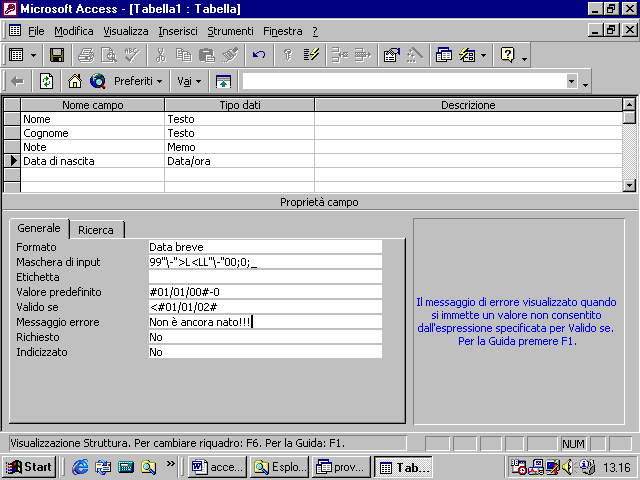 Microsoft Access - [Tabella1 : Tabella]
File Modifica Visualizza Inserisci Strumenti Finestra ?
Preferiti Vai
Nome campo Tipo dati Descrizione
Nome Testo
Cognome Testo
Note Memo
Data di nascita Data/ora
Proprietà campo
Generale Ricerca
Formato Data breve
Maschera di input 99"\-">L<LL"\-"00;0;_
Etichetta
Valore predefinito #01/01/00#-0
Valido se <#01/01/02#
Messaggio errore Non è ancora nato!!!
Richiesto No
Indicizzato No
Il messaggio di errore visualizzato quando
si immette un valore non consentito
dall'espressione specificata per Valido se.
Per la Guida premere F1.
Visualizzazione Struttura. Per cambiare riquadro: F6. Per la Guida: F1. NUM
Start » acce... Esplo... prov... Tab... 13.16